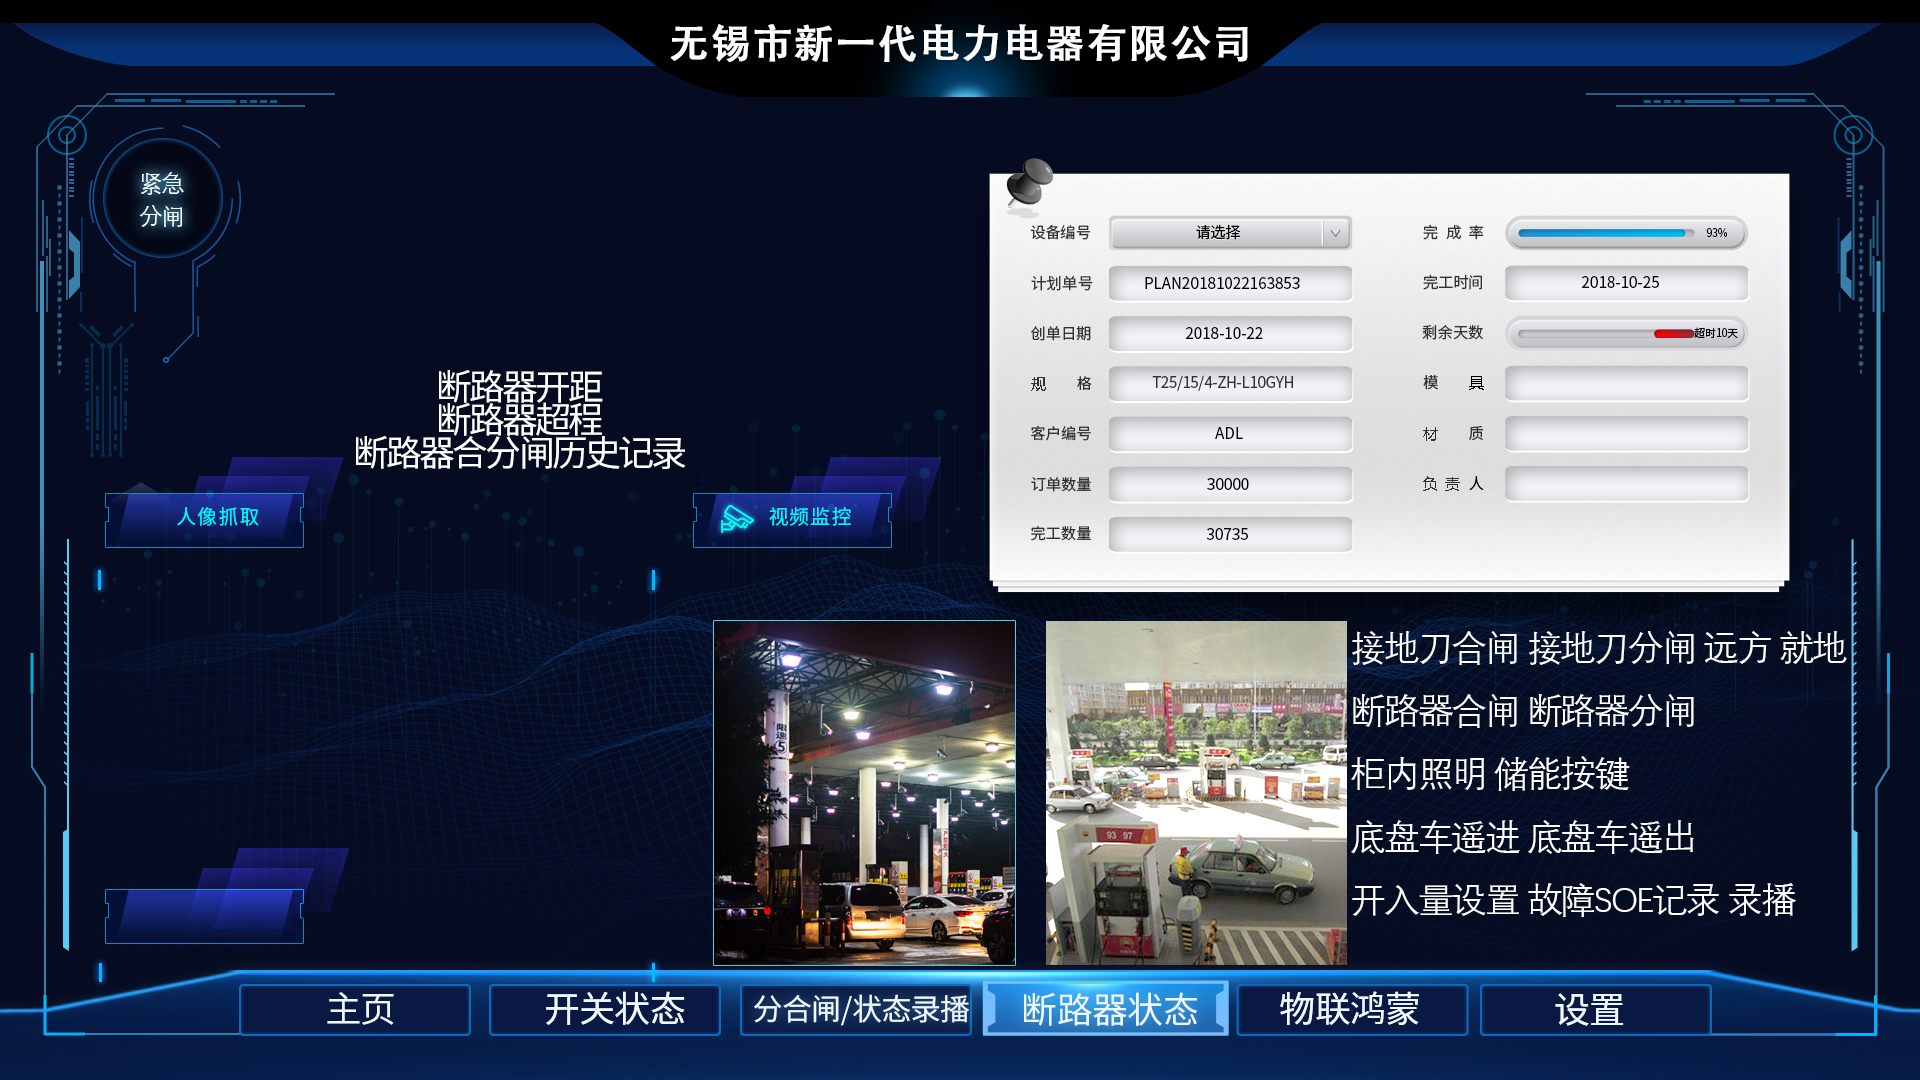 无锡市新一代电力电器有限公司
紧急
分闸
断路器开距
断路器超程
断路器合分闸历史记录
人像抓取
视频监控
设备编号 请选择
完成率 93%
计划单号 PLAN20181022163853
完工时间 2018-10-25
创单日期 2018-10-22
剩余天数 超时10天
规格 T25/15/4-ZH-L10GYH
模具
客户编号 ADL
材质
订单数量 30000
负责人
完工数量 30735
限速5
93 97
接地刀合闸 接地刀分闸 远方 就地
断路器合闸 断路器分闸
柜内照明 储能按键
底盘车遥进 底盘车遥出
开入量设置 故障SOE记录 录播
主页
开关状态
分合闸/状态录播
断路器状态
物联鸿蒙
设置